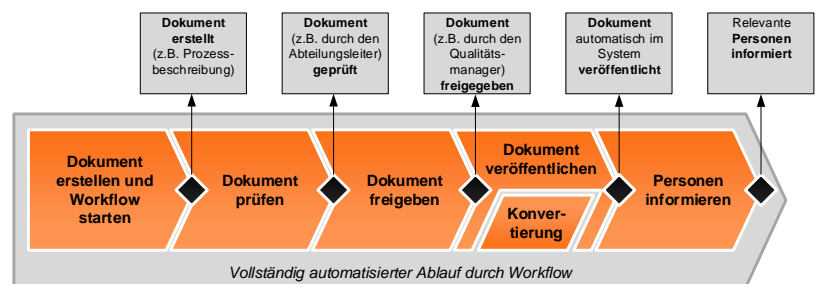 Dokument
erstellt
(z.B. Prozess-
beschreibung)
Dokument
(z.B. durch den
Abteilungsleiter)
geprüft
Dokument
(z.B. durch den
Qualitäts-
manager)
freigegeben
Dokument
automatisch im
System
veröffentlicht
Relevante
Personen
informiert
Dokument
erstellen und
Workflow
starten
Dokument
prüfen
Dokument
freigeben
Dokument
veröffentlichen
Konver-
tierung
Personen
informieren
Vollständig automatisierter Ablauf durch Workflow